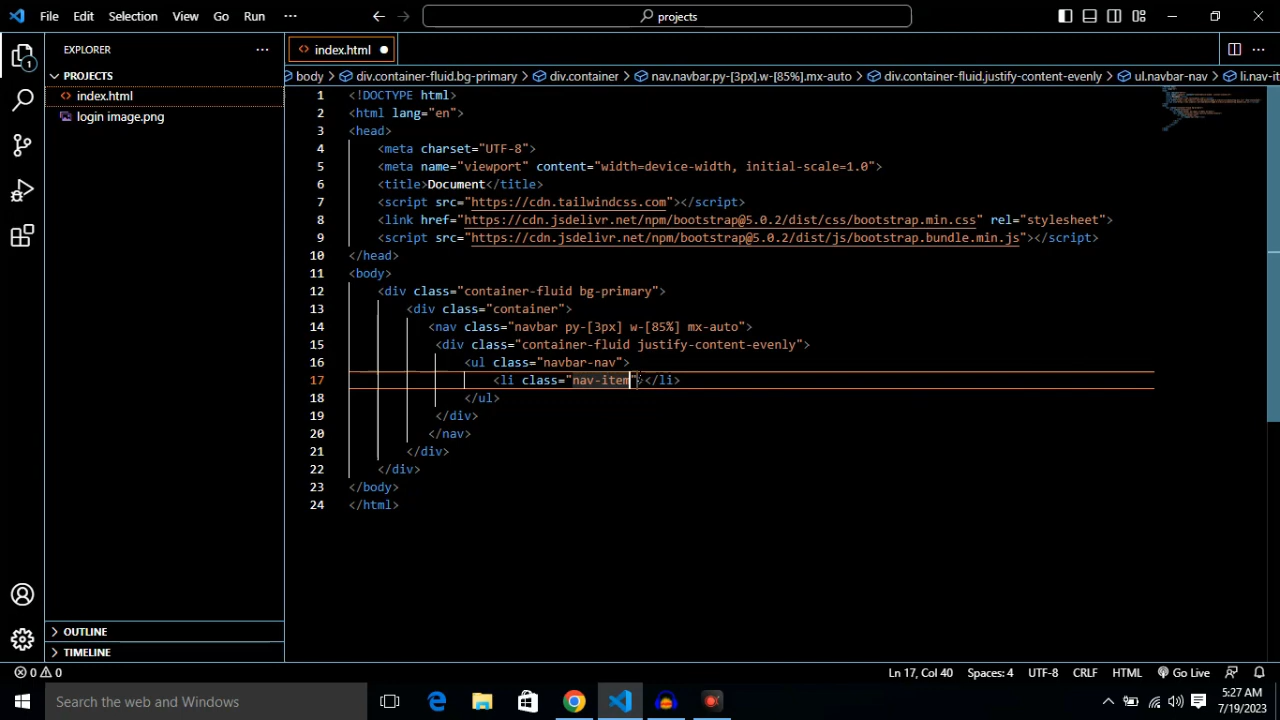 File Edit Selection View Go Run ··· projects
EXPLORER ···
PROJECTS
index.html
login image.png
1
index.html
body > div.container-fluid.bg-primary > div.container > nav.navbar.py-[3px].w-[85%].mx-auto > div.container-fluid.justify-content-evenly > ul.navbar-nav > li.nav-it
1 <!DOCTYPE html>
2 <html lang="en">
3 <head>
4 <meta charset="UTF-8">
5 <meta name="viewport" content="width=device-width, initial-scale=1.0">
6 <title>Document</title>
7 <script src="https://cdn.tailwindcss.com"></script>
8 <link href="https://cdn.jsdelivr.net/npm/bootstrap@5.0.2/dist/css/bootstrap.min.css" rel="stylesheet">
9 <script src="https://cdn.jsdelivr.net/npm/bootstrap@5.0.2/dist/js/bootstrap.bundle.min.js"></script>
10 </head>
11 <body>
12 <div class="container-fluid bg-primary">
13 <div class="container">
14 <nav class="navbar py-[3px] w-[85%] mx-auto">
15 <div class="container-fluid justify-content-evenly">
16 <ul class="navbar-nav">
17 <li class="nav-item"></li>
18 </ul>
19 </div>
20 </nav>
21 </div>
22 </div>
23 </body>
24 </html>
OUTLINE
TIMELINE
0 0 Ln 17, Col 40 Spaces: 4 UTF-8 CRLF HTML Go Live
Search the web and Windows
5:27 AM
7/19/2023